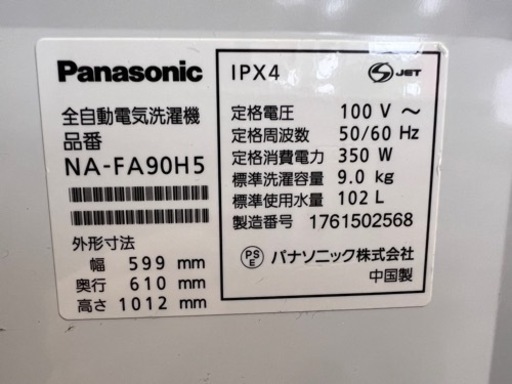 Panasonic
全自動電気洗濯機
品番
NA-FA90H5
外形寸法
幅 599 mm
奥行 610 mm
高さ 1012 mm
IPX4
S JET
定格電圧 100 V ～
定格周波数 50/60 Hz
定格消費電力 350 W
標準洗濯容量 9.0 kg
標準使用水量 102 L
製造番号 1761502568
PS
E
パナソニック株式会社
中国製